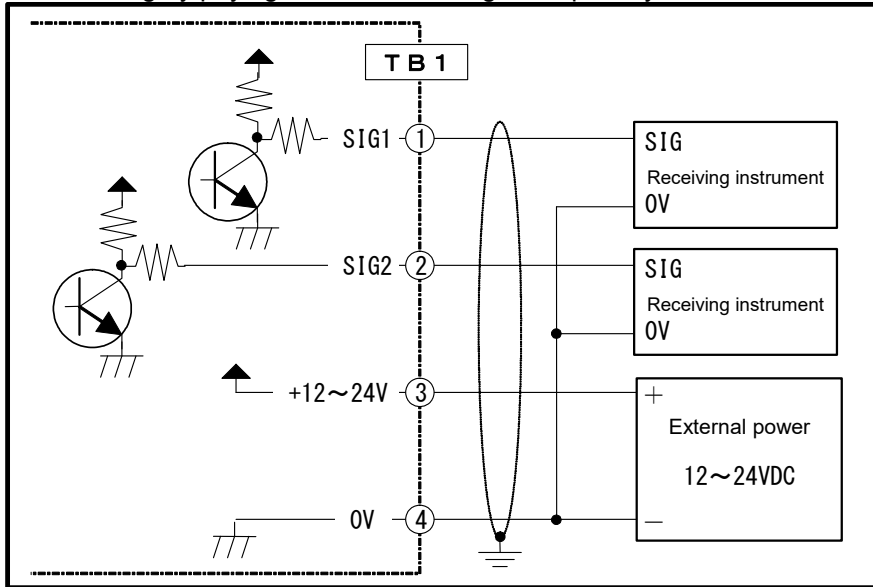 TB1
SIG1
1
SIG
Receiving instrument
0V
SIG2
2
SIG
Receiving instrument
0V
+12～24V
3
+
External power
12～24VDC
0V
4
−